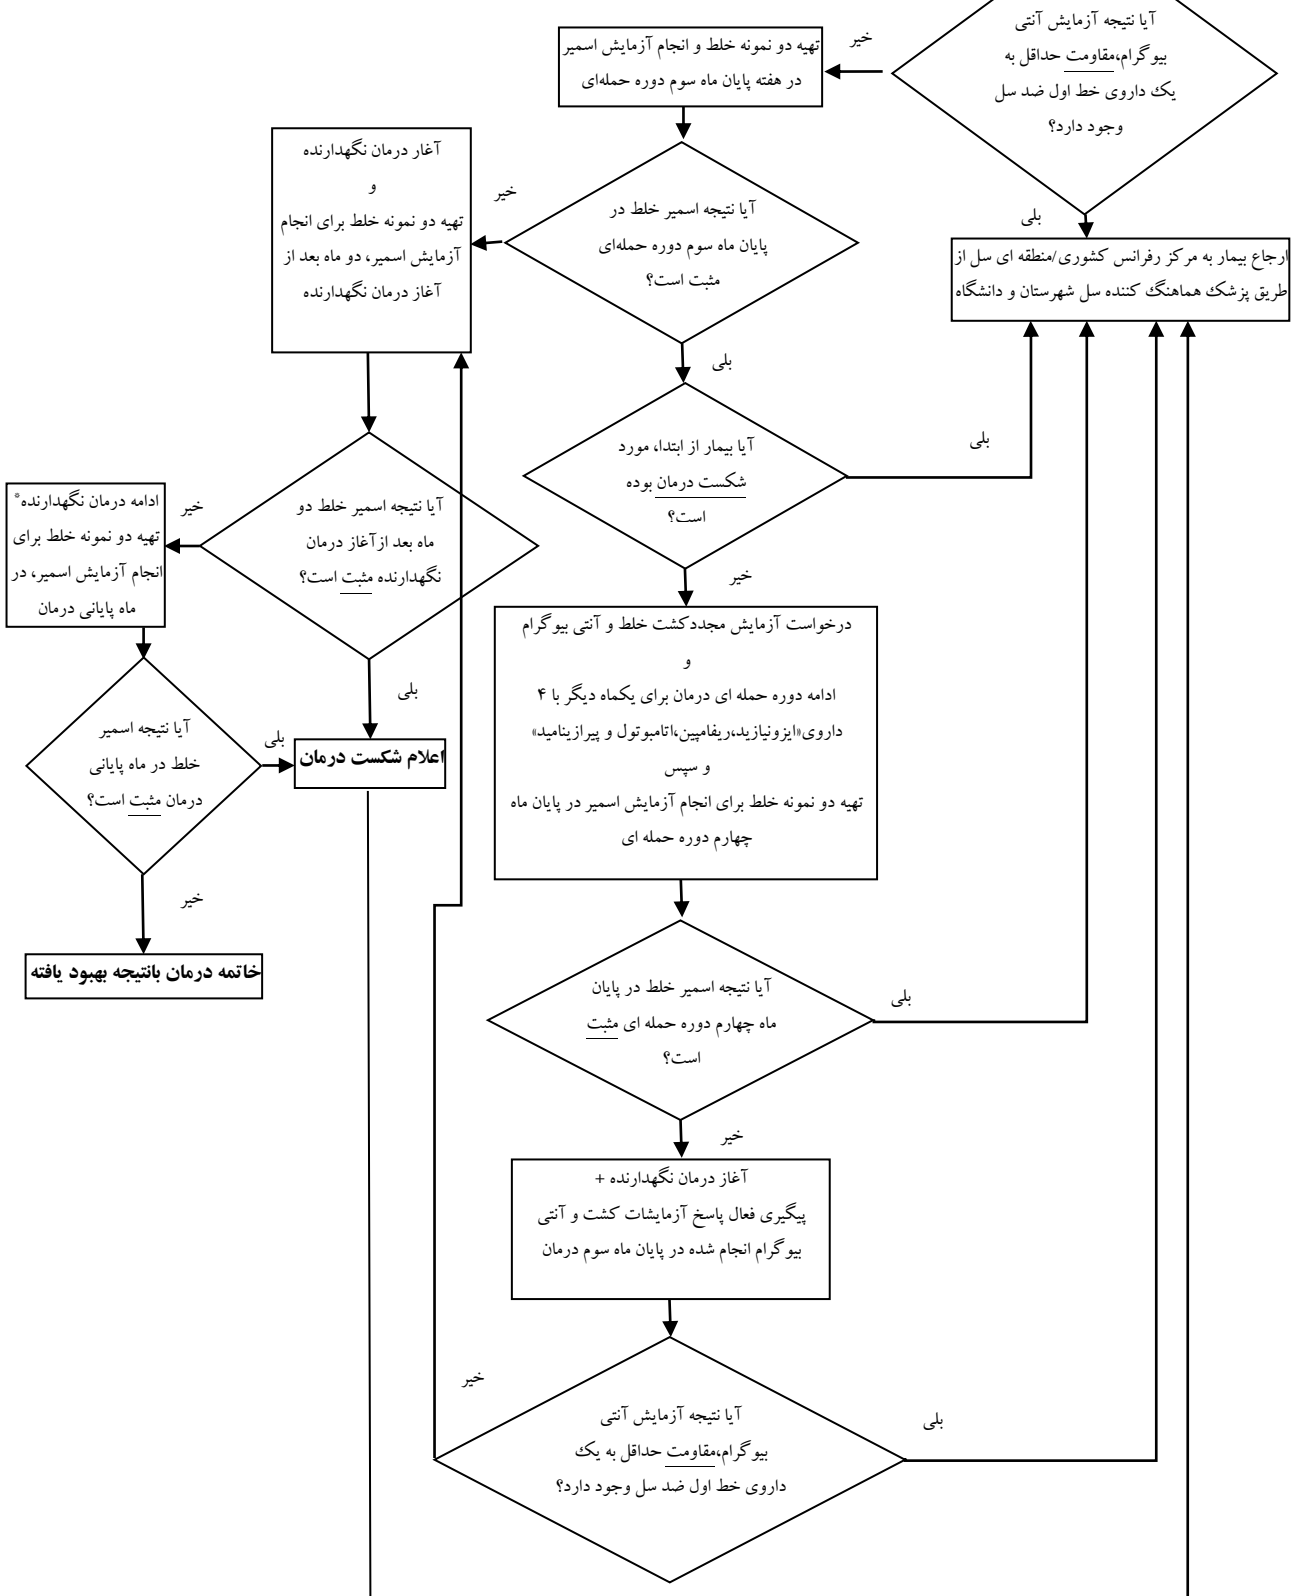 آیا نتیجه آزمایش آنتی
بیوگرام،مقاومت حداقل به
یک داروی خط اول ضد سل
وجود دارد؟
خیر
بلی
تهیه دو نمونه خلط و انجام آزمایش اسمیر
در هفته پایان ماه سوم دوره حمله‌ای
ارجاع بیمار به مرکز رفرانس کشوری/منطقه ای سل از
طریق پزشک هماهنگ کننده سل شهرستان و دانشگاه
آیا نتیجه اسمیر خلط در
پایان ماه سوم دوره حمله‌ای
مثبت است؟
خیر
بلی
آغار درمان نگهدارنده
و
تهیه دو نمونه خلط برای انجام
آزمایش اسمیر، دو ماه بعد از
آغاز درمان نگهدارنده
آیا بیمار از ابتدا، مورد
شکست درمان بوده
است؟
بلی
خیر
آیا نتیجه اسمیر خلط دو
ماه بعد ازآغاز درمان
نگهدارنده مثبت است؟
خیر
بلی
ادامه درمان نگهدارنده*
تهیه دو نمونه خلط برای
انجام آزمایش اسمیر، در
ماه پایانی درمان
درخواست آزمایش مجددکشت خلط و آنتی بیوگرام
و
ادامه دوره حمله ای درمان برای یکماه دیگر با ۴
داروی«ایزونیازید،ریفامپین،اتامبوتول و پیرازینامید»
و سپس
تهیه دو نمونه خلط برای انجام آزمایش اسمیر در پایان ماه
چهارم دوره حمله ای
آیا نتیجه اسمیر
خلط در ماه پایانی
درمان مثبت است؟
بلی
خیر
اعلام شکست درمان
خاتمه درمان بانتیجه بهبود یافته
آیا نتیجه اسمیر خلط در پایان
ماه چهارم دوره حمله ای مثبت
است؟
بلی
خیر
آغاز درمان نگهدارنده +
پیگیری فعال پاسخ آزمایشات کشت و آنتی
بیوگرام انجام شده در پایان ماه سوم درمان
آیا نتیجه آزمایش آنتی
بیوگرام،مقاومت حداقل به یک
داروی خط اول ضد سل وجود دارد؟
خیر
بلی